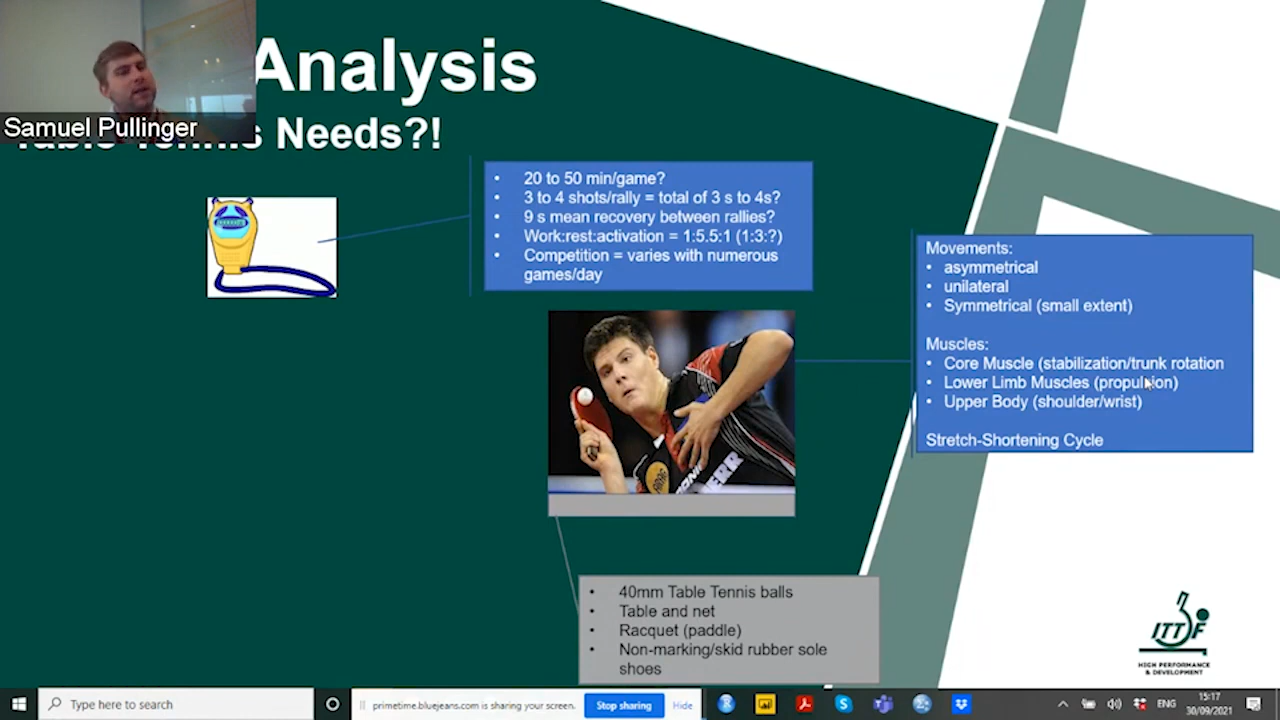 Analysis
Samuel Pullinger
Needs?!
• 20 to 50 min/game?
• 3 to 4 shots/rally = total of 3 s to 4s?
• 9 s mean recovery between rallies?
• Work:rest:activation = 1:5.5:1 (1:3:?)
• Competition = varies with numerous
games/day
Movements:
• asymmetrical
• unilateral
• Symmetrical (small extent)
Muscles:
• Core Muscle (stabilization/trunk rotation
• Lower Limb Muscles (propulsion)
• Upper Body (shoulder/wrist)
Stretch-Shortening Cycle
• 40mm Table Tennis balls
• Table and net
• Racquet (paddle)
• Non-marking/skid rubber sole
shoes
ITTF
HIGH PERFORMANCE
& DEVELOPMENT
Type here to search
primetime.bluejeans.com is sharing your screen.
Stop sharing
Hide
ENG
15:17
30/09/2021